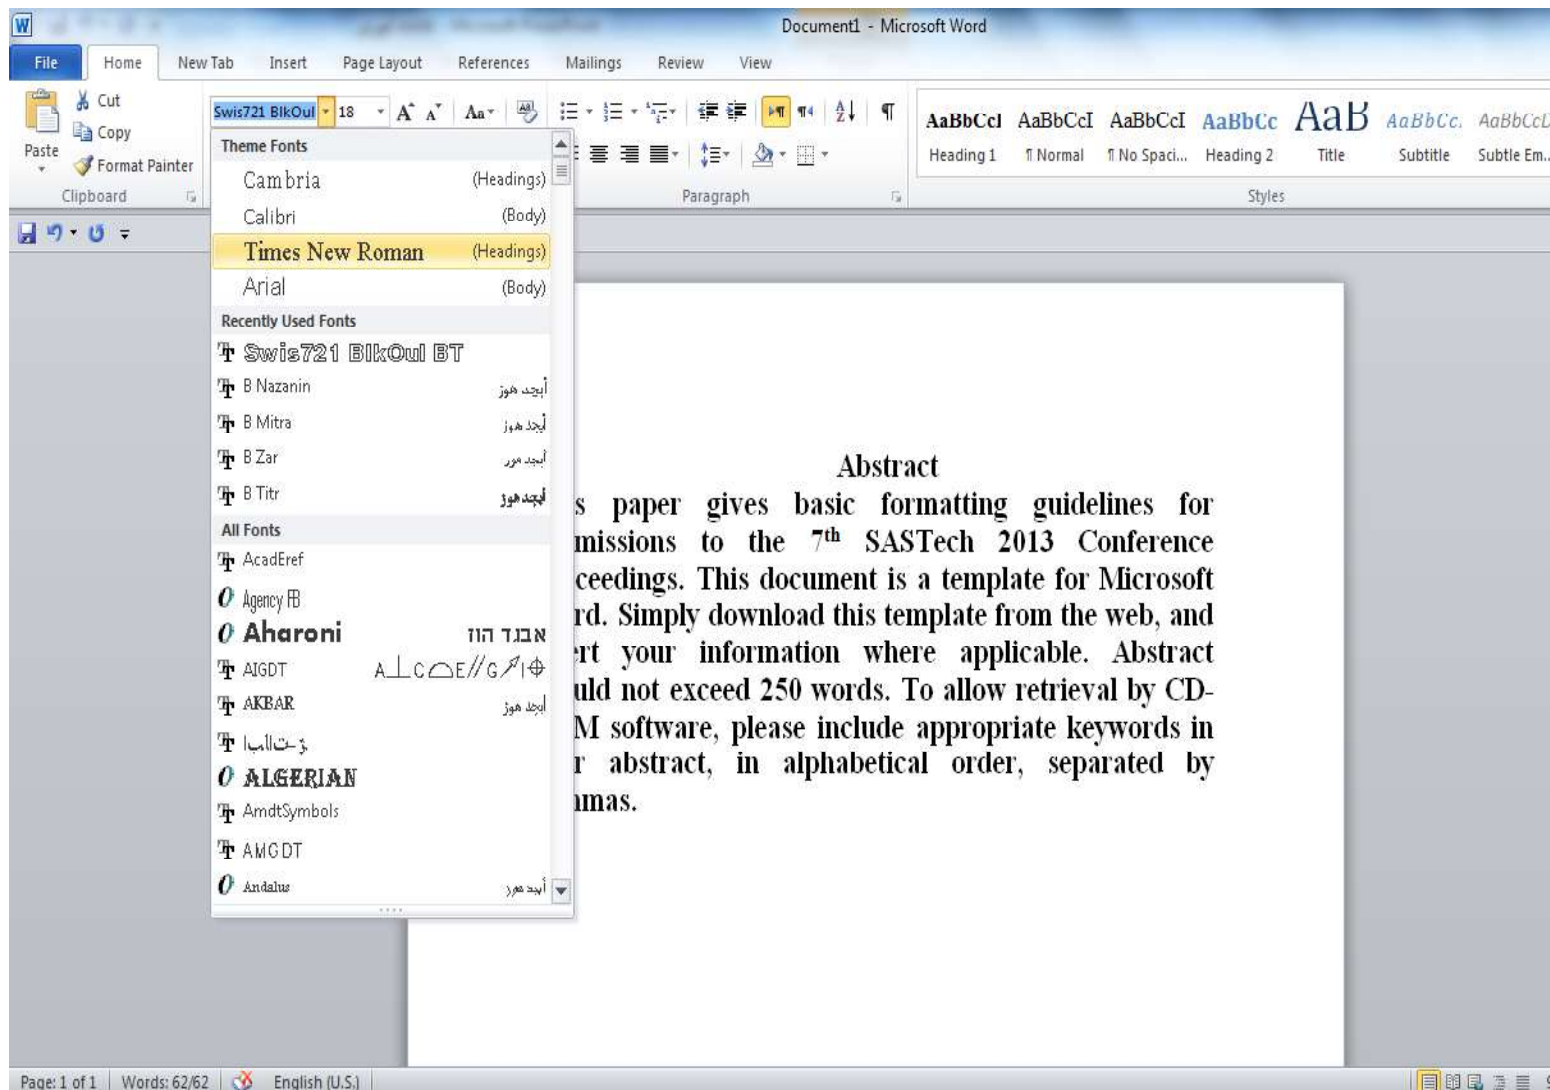 Document1 - Microsoft Word
File Home New Tab Insert Page Layout References Mailings Review View
Cut
Copy
Format Painter
Paste
Clipboard
Swis721 BlkOul 18
Paragraph
AaBbCcI AaBbCcI AaBbCcI AaBbCc AaB AaBbCc. AaBbCcD
Heading 1 ¶ Normal ¶ No Spaci... Heading 2 Title Subtitle Subtle Em...
Styles
Theme Fonts
Cambria (Headings)
Calibri (Body)
Times New Roman (Headings)
Arial (Body)
Recently Used Fonts
Swis721 BlkOul BT
B Nazanin أبجد هوز
B Mitra أبجد هوز
B Zar أبجد هوز
B Titr أبجد هوز
All Fonts
AcadEref
Agency FB
Aharoni אבגד הוז
AIGDT
AKBAR أبجد هوز
ALGERIAN
AmdtSymbols
AMGDT
Andalus أبجد هوز
Abstract
s paper gives basic formatting guidelines for
missions to the 7th SASTech 2013 Conference
ceedings. This document is a template for Microsoft
rd. Simply download this template from the web, and
ert your information where applicable. Abstract
uld not exceed 250 words. To allow retrieval by CD-
M software, please include appropriate keywords in
r abstract, in alphabetical order, separated by
mmas.
Page: 1 of 1 Words: 62/62 English (U.S.)